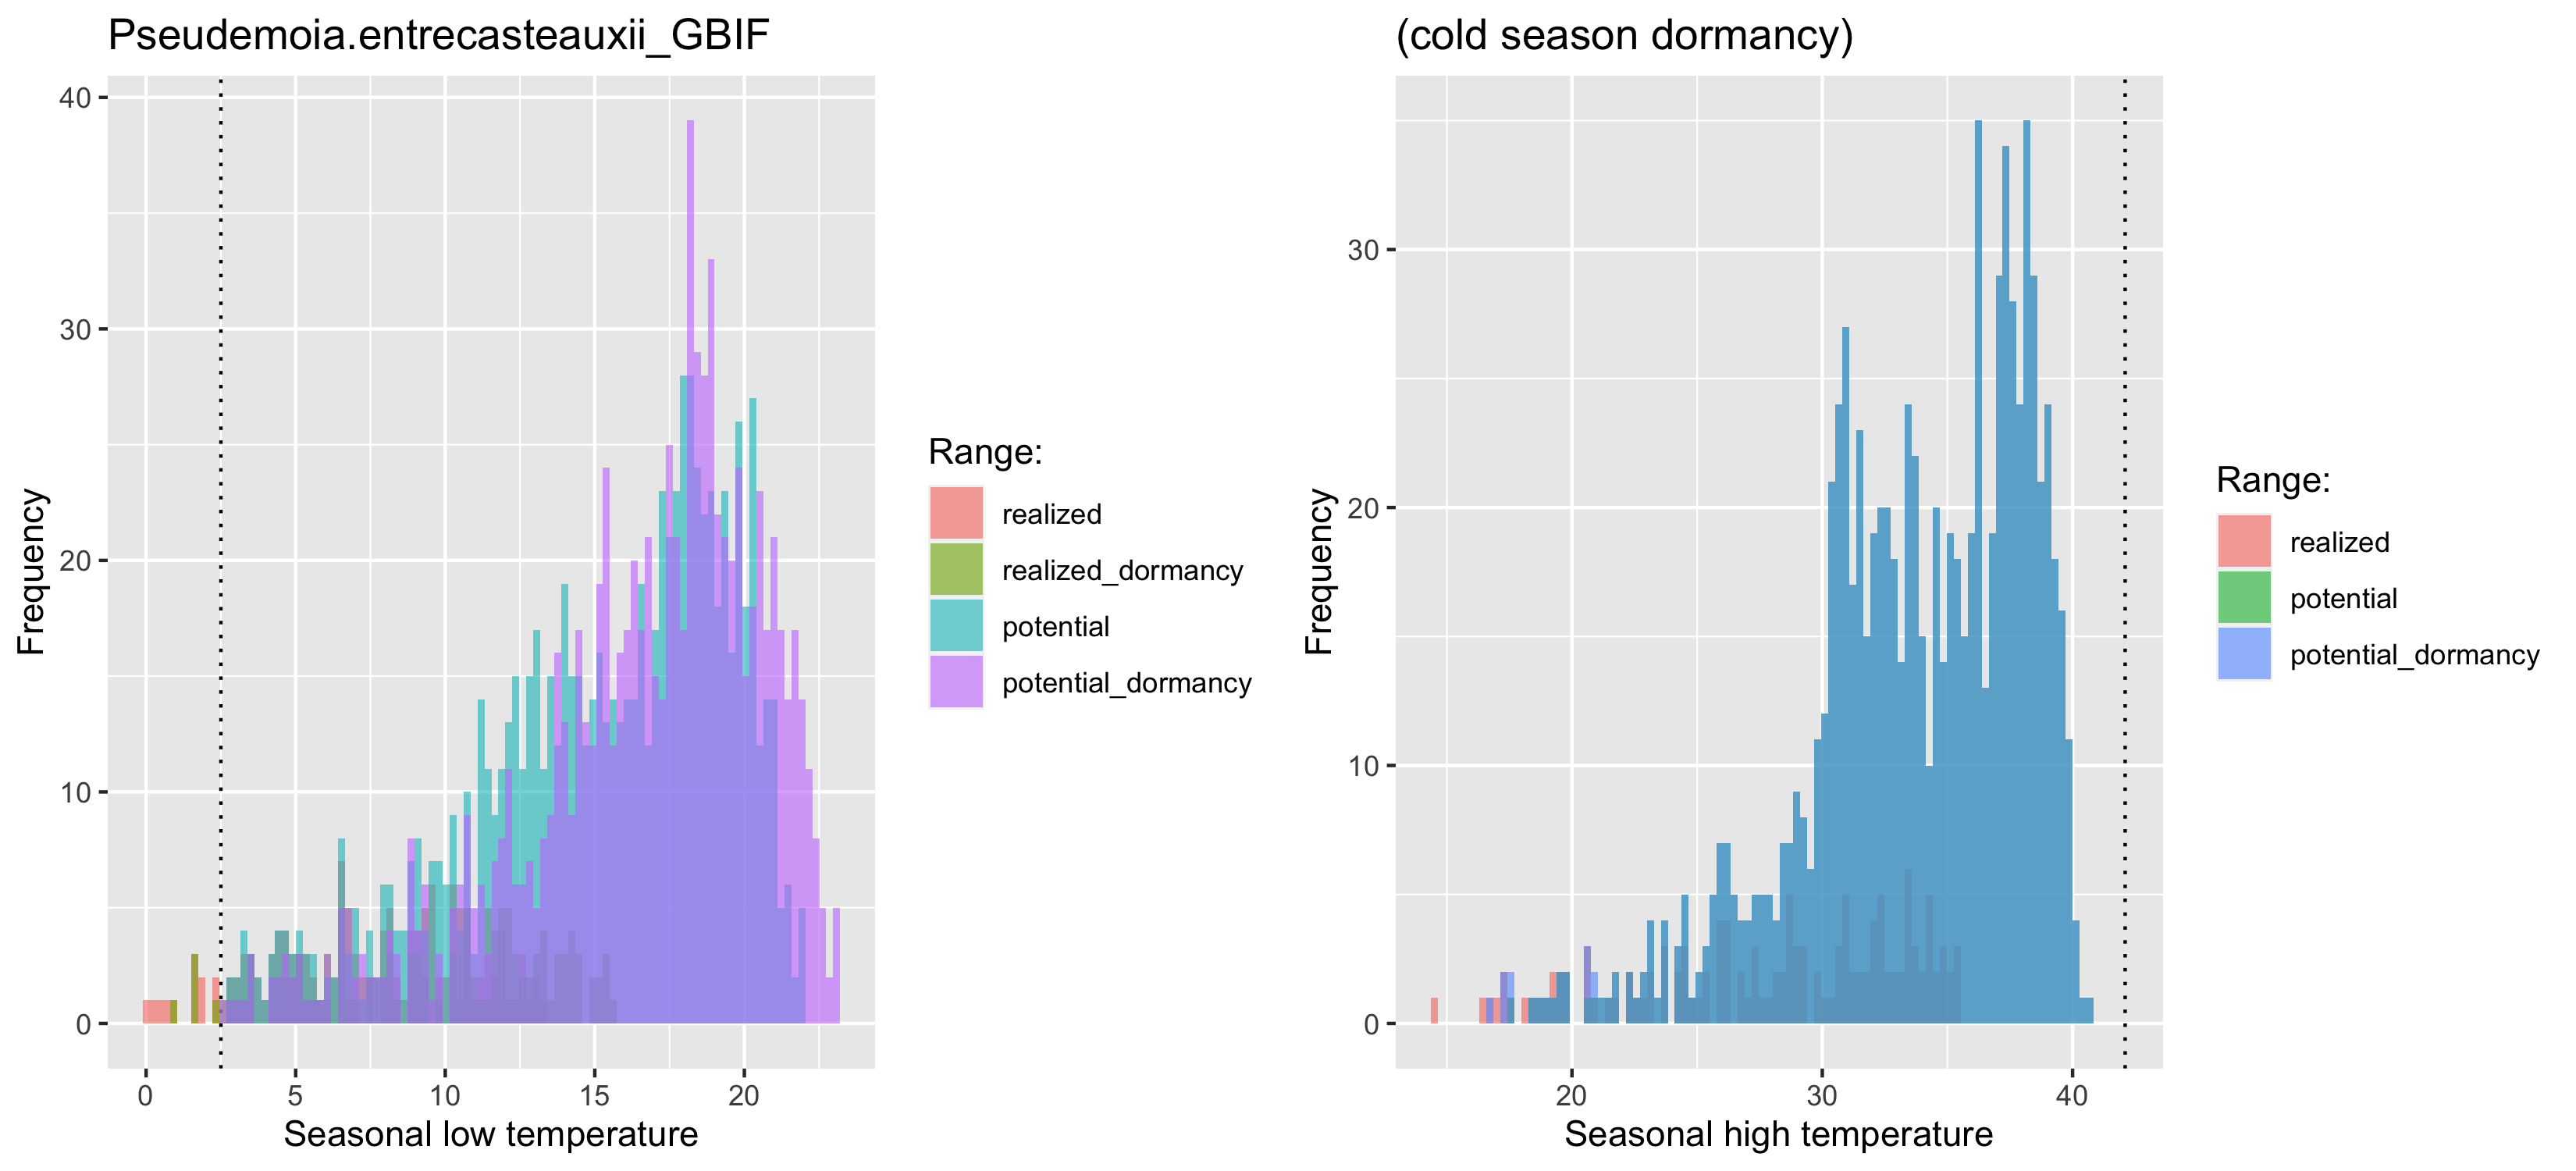 Pseudemoia.entrecasteauxii_GBIF
40
30
20
10
0
Frequency
0 5 10 15 20
Seasonal low temperature
Range:
realized
realized_dormancy
potential
potential_dormancy
(cold season dormancy)
30
20
10
0
Frequency
20 30 40
Seasonal high temperature
Range:
realized
potential
potential_dormancy